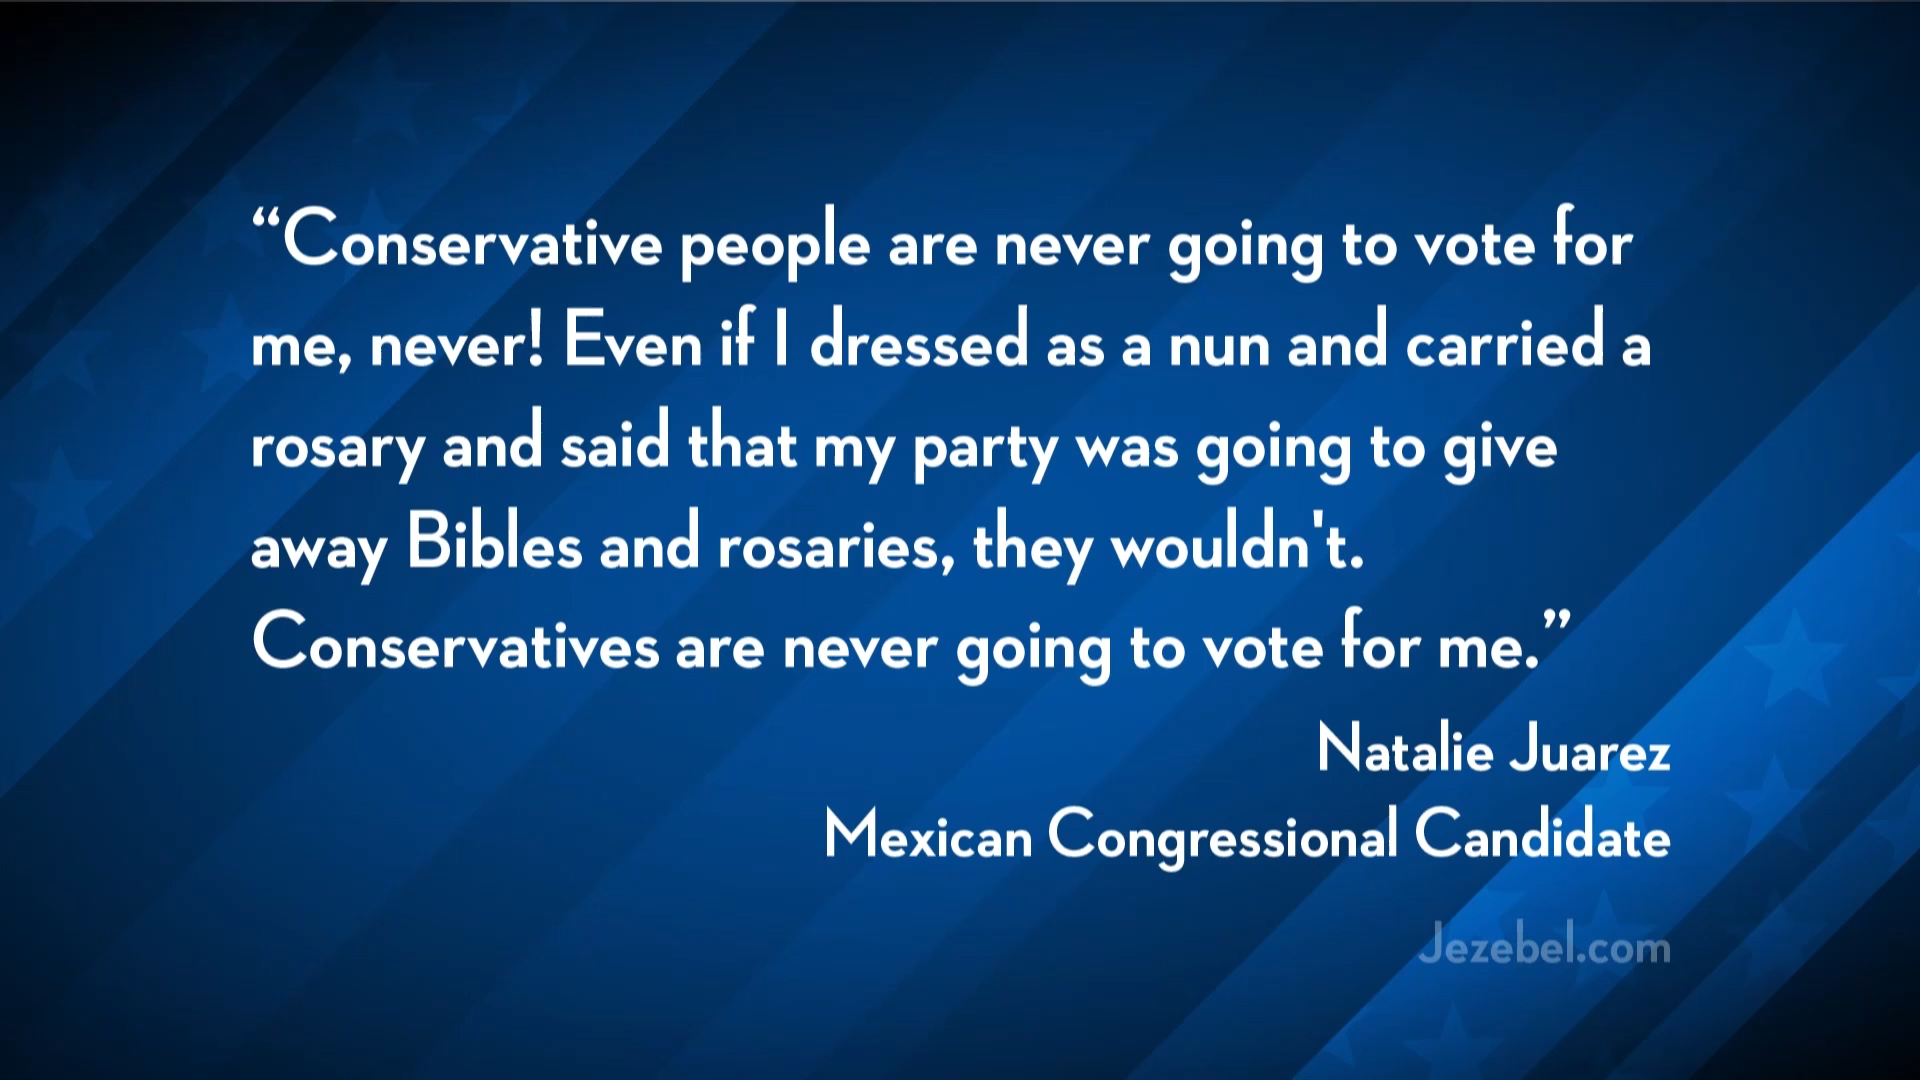 “Conservative people are never going to vote for
me, never! Even if I dressed as a nun and carried a
rosary and said that my party was going to give
away Bibles and rosaries, they wouldn't.
Conservatives are never going to vote for me.”
Natalie Juarez
Mexican Congressional Candidate
Jezebel.com